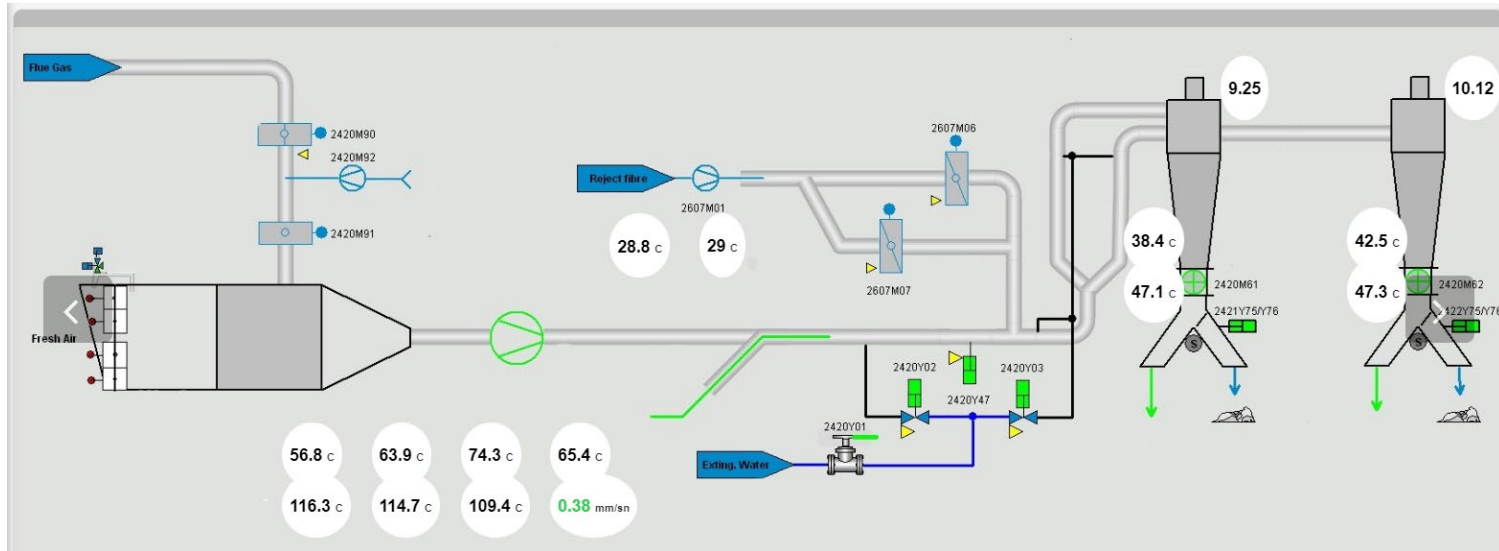 Flue Gas
2420M90
2420M92
2420M91
Fresh Air
Reject fibre
2607M01
28.8 C
29 C
2607M06
2607M07
9.25
10.12
38.4 C
47.1 C
2420M61
2421Y75/Y76
S
42.5 C
47.3 C
2420M62
2422Y75/Y76
S
2420Y02
2420Y03
2420Y47
2420Y01
Exting. Water
56.8 C
63.9 C
74.3 C
65.4 C
116.3 C
114.7 C
109.4 C
0.38 mm/sn